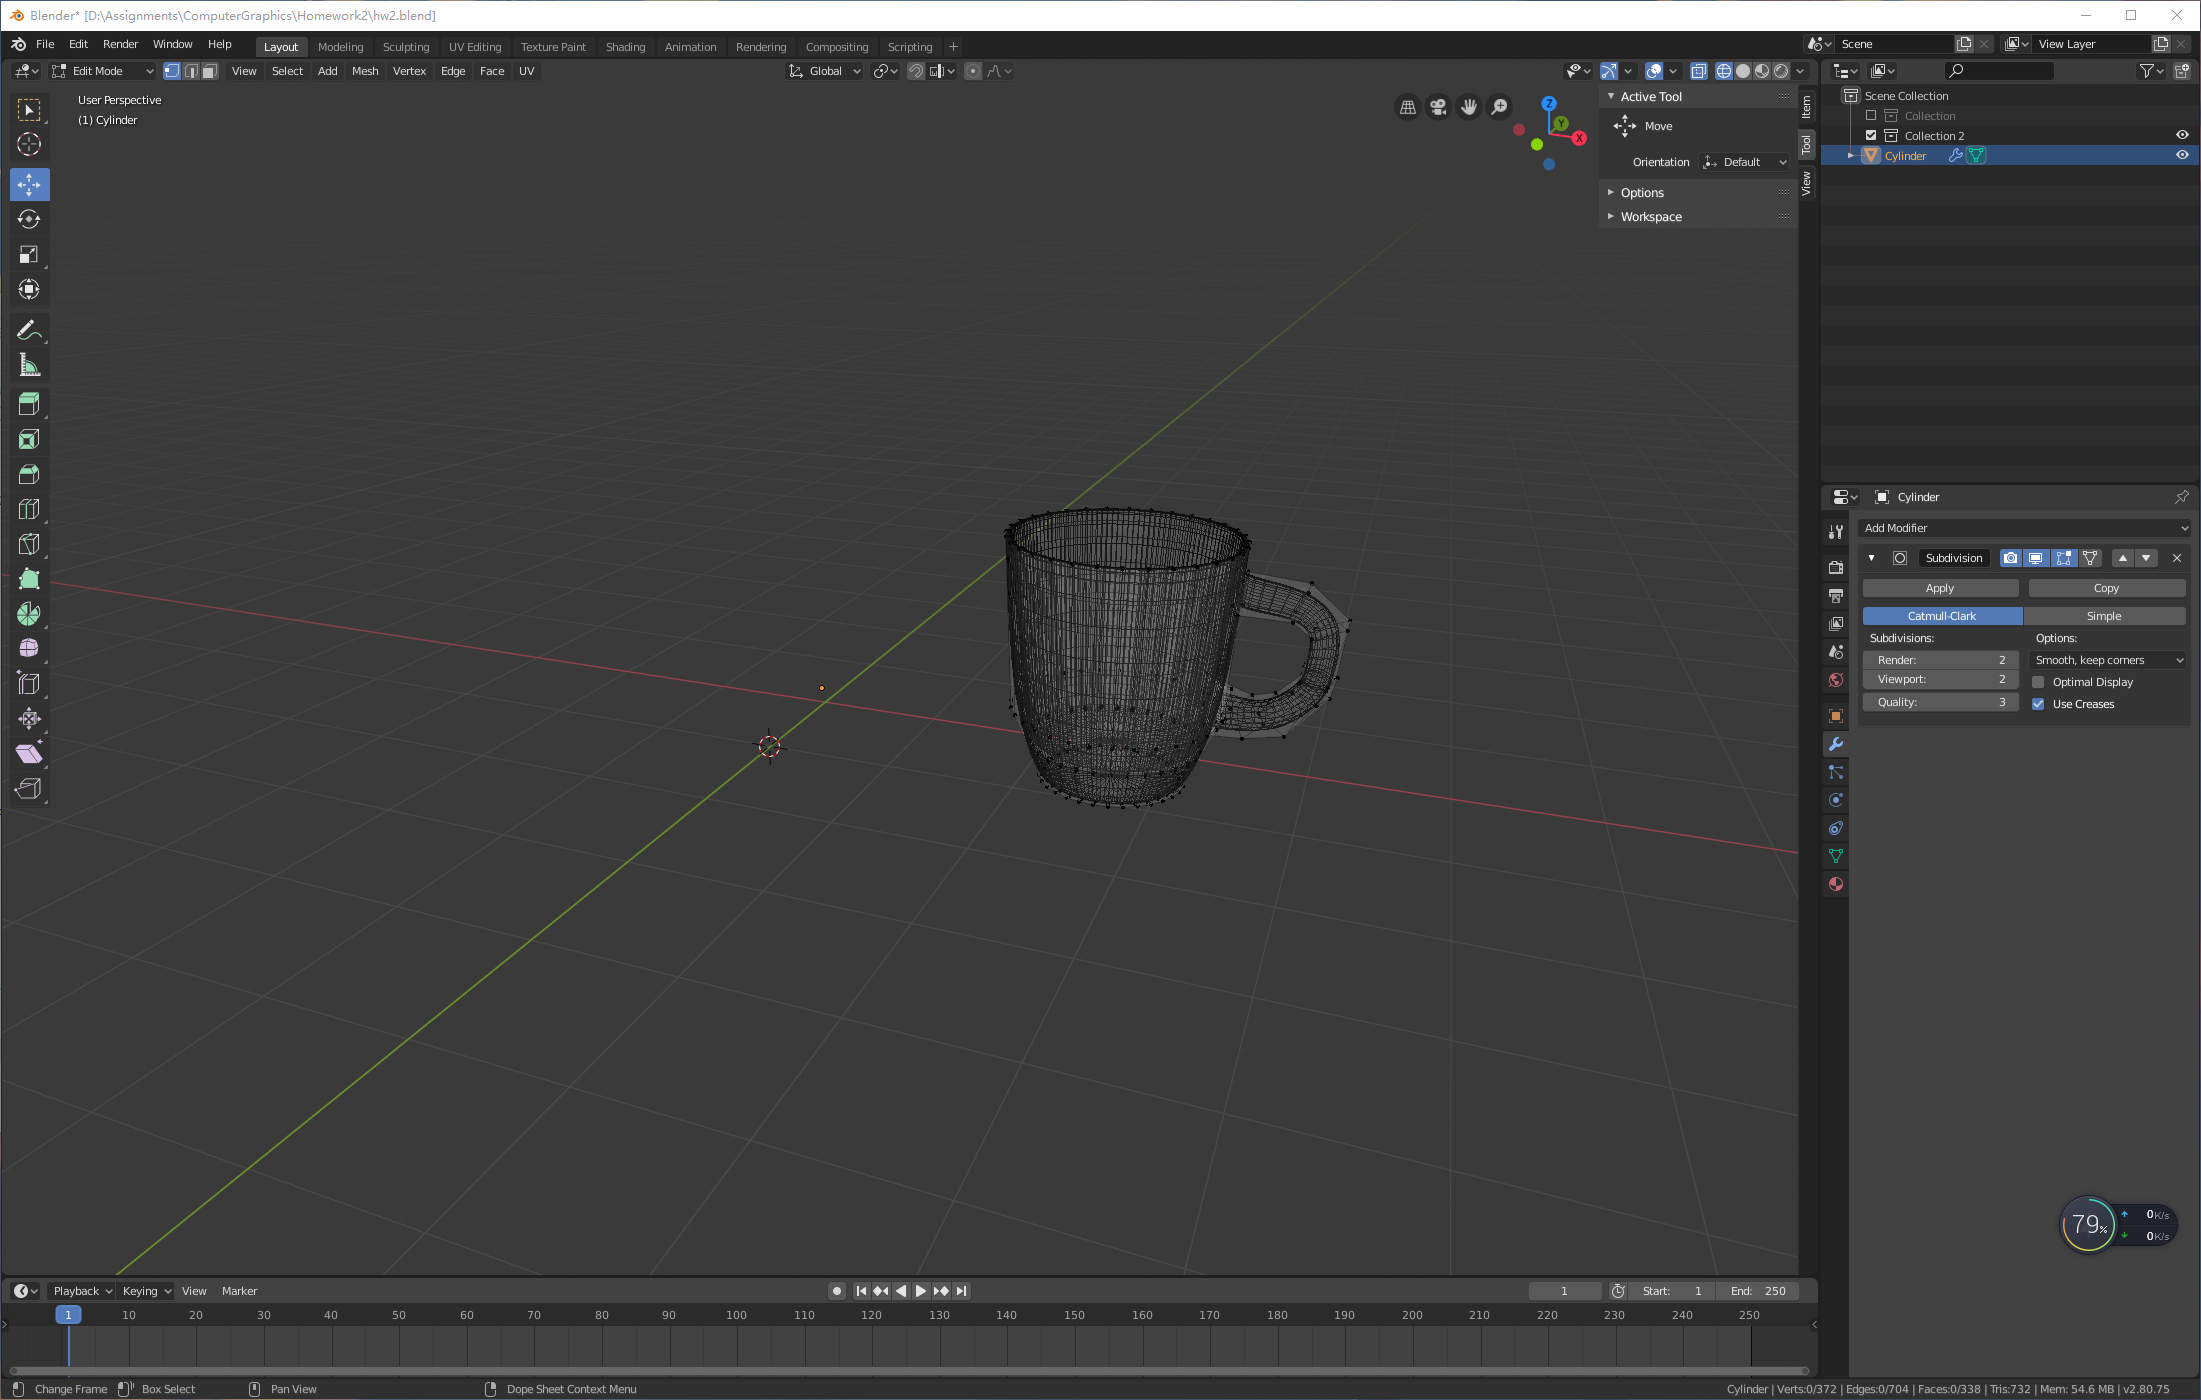 Blender* [D:\Assignments\ComputerGraphics\Homework2\hw2.blend]
File Edit Render Window Help Layout Modeling Sculpting UV Editing Texture Paint Shading Animation Rendering Compositing Scripting + Scene View Layer
Edit Mode View Select Add Mesh Vertex Edge Face UV Global
User Perspective
(1) Cylinder
Z
Y
X
Active Tool
Move
Orientation Default
Options
Workspace
Item
Tool
View
Scene Collection
Collection
Collection 2
Cylinder
Cylinder
Add Modifier
Subdivision
Apply Copy
Catmull-Clark Simple
Subdivisions: Options:
Render: 2 Smooth, keep corners
Viewport: 2 Optimal Display
Quality: 3 Use Creases
79% 0K/s
0K/s
Playback Keying View Marker 1 Start: 1 End: 250
1 10 20 30 40 50 60 70 80 90 100 110 120 130 140 150 160 170 180 190 200 210 220 230 240 250
Change Frame Box Select Pan View Dope Sheet Context Menu Cylinder | Verts:0/372 | Edges:0/704 | Faces:0/338 | Tris:732 | Mem: 54.6 MB | v2.80.75